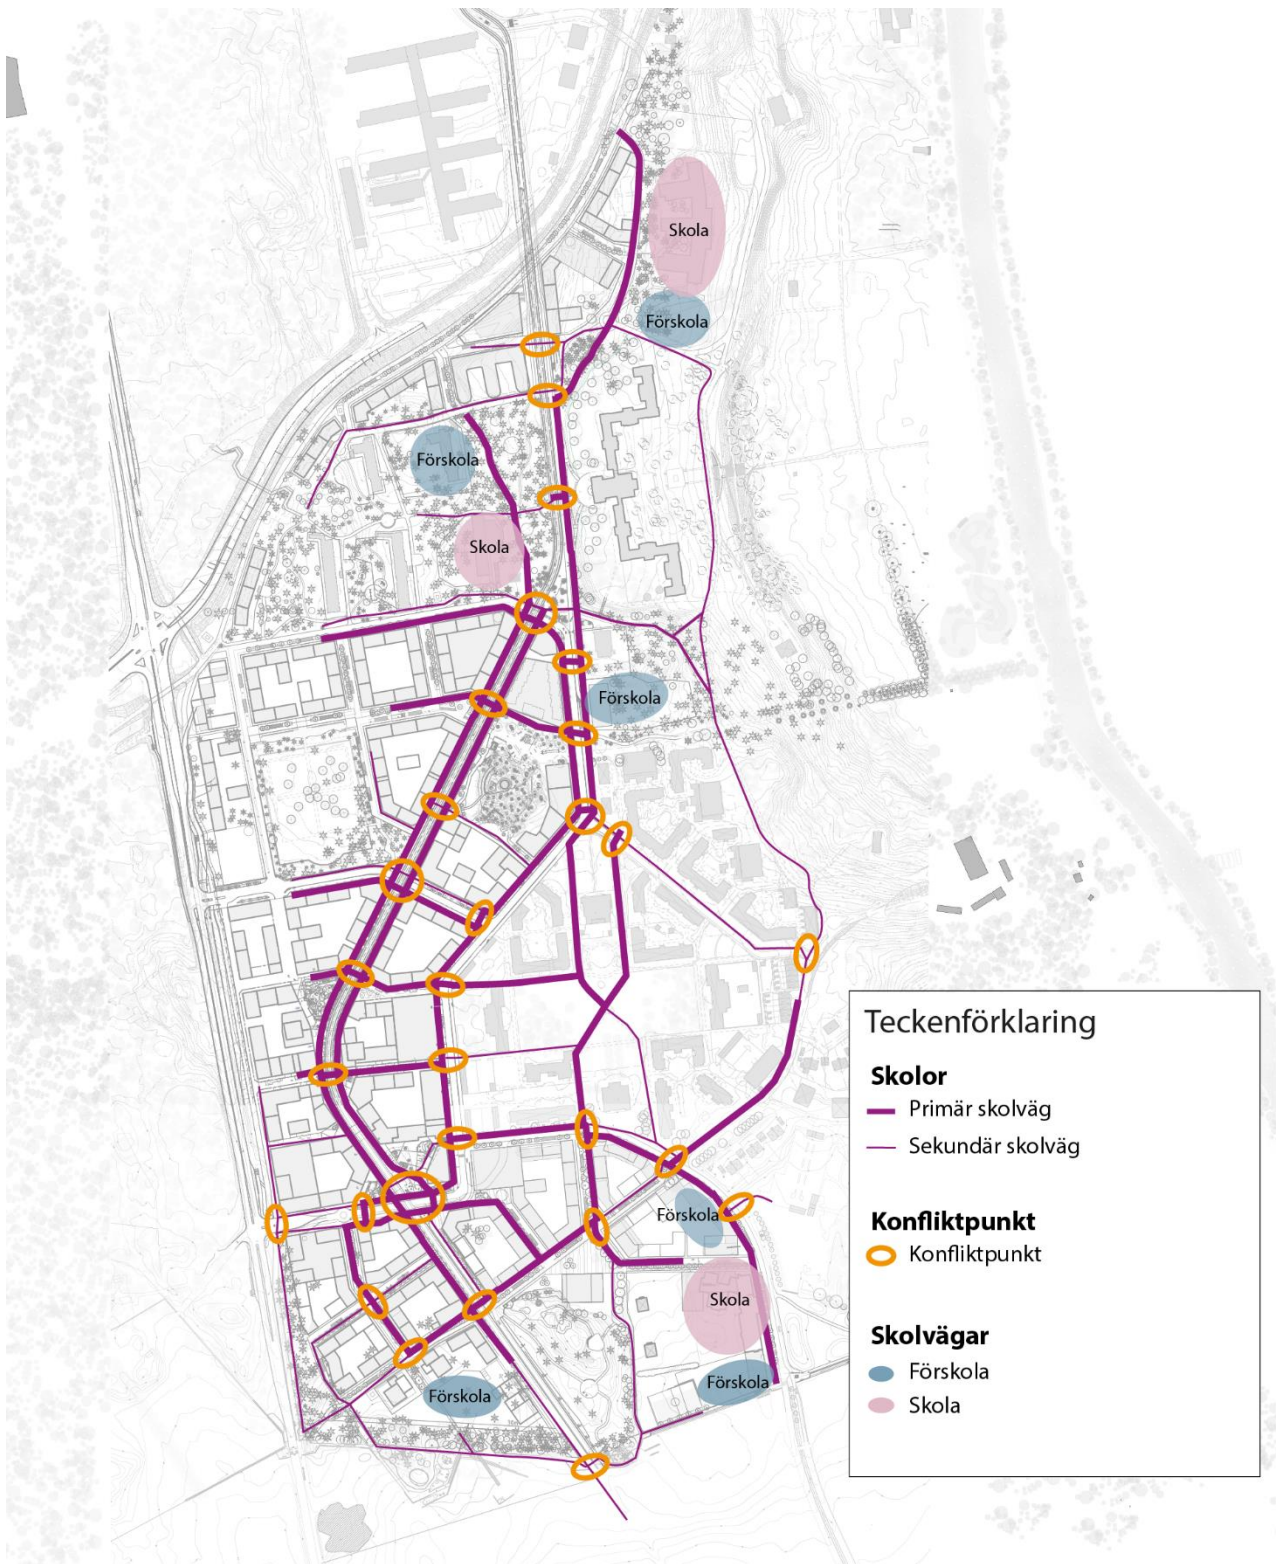 Skola
Förskola
Förskola
Skola
Förskola
Teckenförklaring
Skolor
Primär skolväg
Sekundär skolväg
Konfliktpunkt
Konfliktpunkt
Skolvägar
Förskola
Skola
Förskola
Skola
Förskola
Förskola